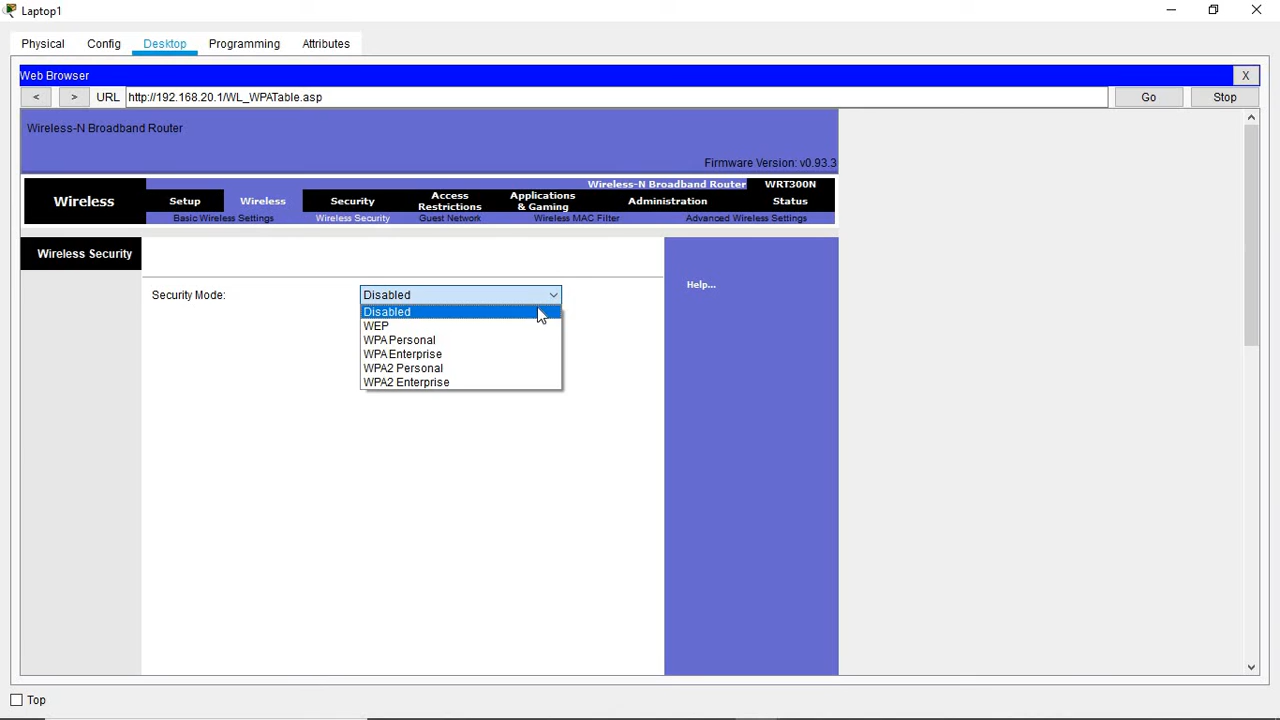 Laptop1
Physical Config Desktop Programming Attributes
Web Browser X
< > URL http://192.168.20.1/WL_WPATable.asp Go Stop
Wireless-N Broadband Router
Firmware Version: v0.93.3
Wireless-N Broadband Router WRT300N
Wireless Setup Wireless Security Access Restrictions Applications & Gaming Administration Status
Basic Wireless Settings Wireless Security Guest Network Wireless MAC Filter Advanced Wireless Settings
Wireless Security
Help...
Security Mode: Disabled
Disabled
WEP
WPA Personal
WPA Enterprise
WPA2 Personal
WPA2 Enterprise
Top